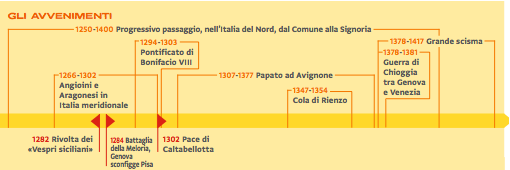 GLI AVVENIMENTI
1250-1400 Progressivo passaggio, nell'Italia del Nord, dal Comune alla Signoria
1294-1303
Pontificato di
Bonifacio VIII
1378-1417 Grande scisma
1378-1381
Guerra di
Chioggia
tra Genova
e Venezia
1266-1302
Angioini e
Aragonesi in
Italia meridionale
1307-1377 Papato ad Avignone
1347-1354
Cola di Rienzo
1282 Rivolta dei
«Vespri siciliani»
1284 Battaglia
della Meloria,
Genova
sconfigge Pisa
1302 Pace di
Caltabellotta